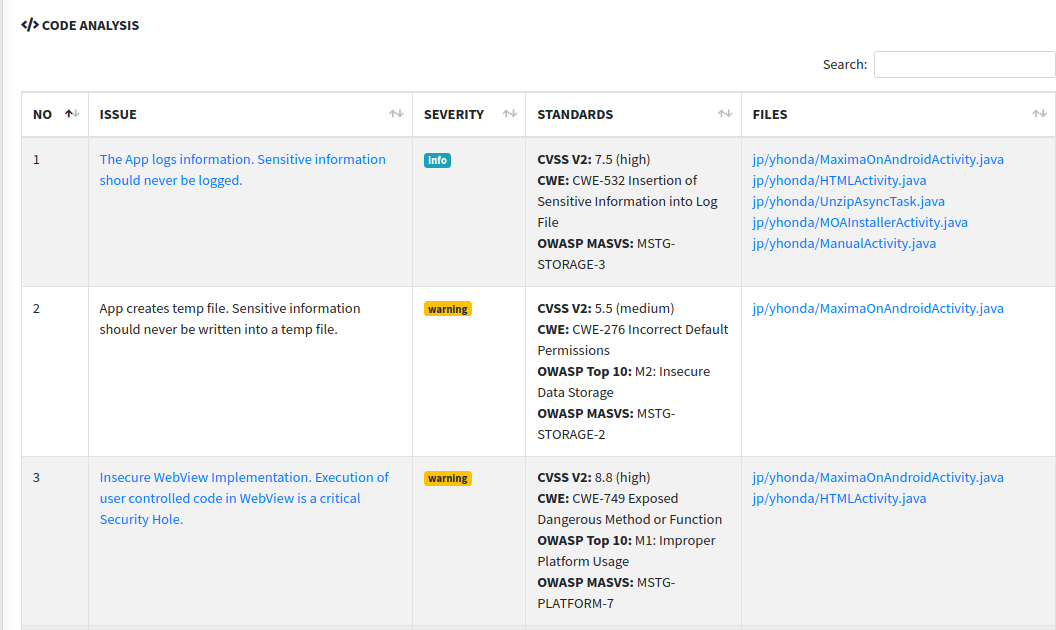 </> CODE ANALYSIS
Search:
NO ISSUE SEVERITY STANDARDS FILES
1
The App logs information. Sensitive information
should never be logged.
info
CVSS V2: 7.5 (high)
CWE: CWE-532 Insertion of
Sensitive Information into Log
File
OWASP MASVS: MSTG-
STORAGE-3
jp/yhonda/MaximaOnAndroidActivity.java
jp/yhonda/HTMLActivity.java
jp/yhonda/UnzipAsyncTask.java
jp/yhonda/MOAInstallerActivity.java
jp/yhonda/ManualActivity.java
2
App creates temp file. Sensitive information
should never be written into a temp file.
warning
CVSS V2: 5.5 (medium)
CWE: CWE-276 Incorrect Default
Permissions
OWASP Top 10: M2: Insecure
Data Storage
OWASP MASVS: MSTG-
STORAGE-2
jp/yhonda/MaximaOnAndroidActivity.java
3
Insecure WebView Implementation. Execution of
user controlled code in WebView is a critical
Security Hole.
warning
CVSS V2: 8.8 (high)
CWE: CWE-749 Exposed
Dangerous Method or Function
OWASP Top 10: M1: Improper
Platform Usage
OWASP MASVS: MSTG-
PLATFORM-7
jp/yhonda/MaximaOnAndroidActivity.java
jp/yhonda/HTMLActivity.java